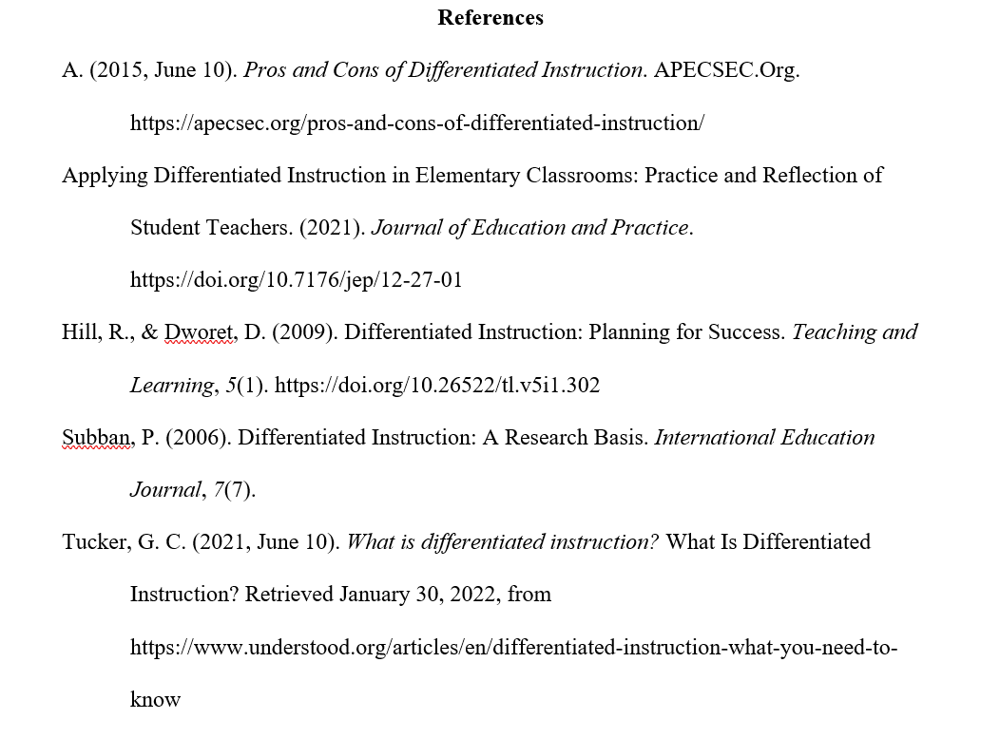 References
A. (2015, June 10). Pros and Cons of Differentiated Instruction. APECSEC.Org.
https://apecsec.org/pros-and-cons-of-differentiated-instruction/
Applying Differentiated Instruction in Elementary Classrooms: Practice and Reflection of
Student Teachers. (2021). Journal of Education and Practice.
https://doi.org/10.7176/jep/12-27-01
Hill, R., & Dworet, D. (2009). Differentiated Instruction: Planning for Success. Teaching and
Learning, 5(1). https://doi.org/10.26522/tl.v5i1.302
Subban, P. (2006). Differentiated Instruction: A Research Basis. International Education
Journal, 7(7).
Tucker, G. C. (2021, June 10). What is differentiated instruction? What Is Differentiated
Instruction? Retrieved January 30, 2022, from
https://www.understood.org/articles/en/differentiated-instruction-what-you-need-to-
know